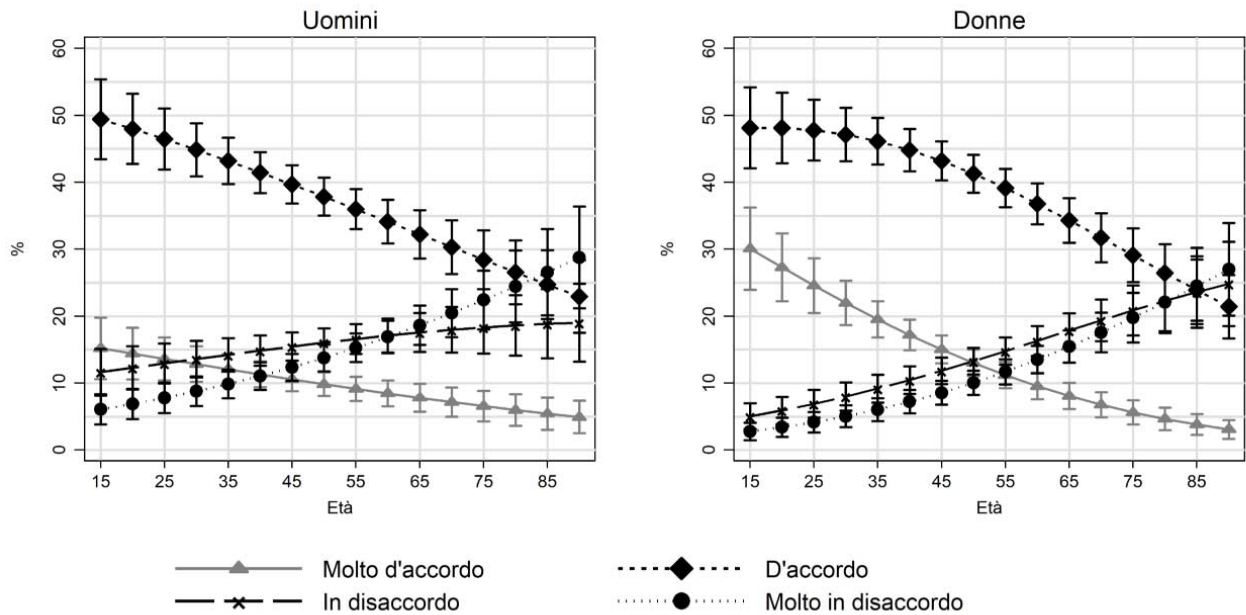 Uomini
Donne
60
50
40
30
20
10
0
%
15 25 35 45 55 65 75 85
Età
60
50
40
30
20
10
0
%
15 25 35 45 55 65 75 85
Età
Molto d'accordo
D'accordo
In disaccordo
Molto in disaccordo